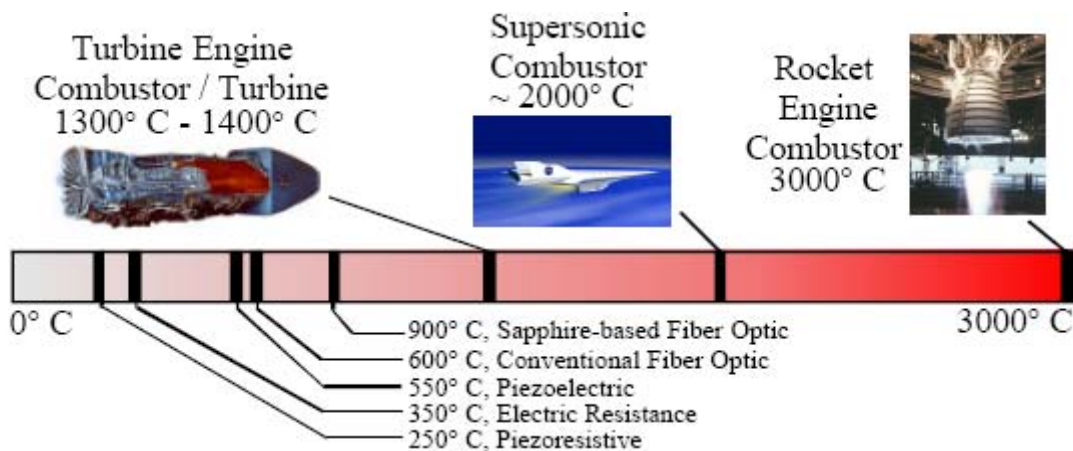 Turbine Engine
Combustor / Turbine
1300° C - 1400° C
Supersonic
Combustor
~ 2000° C
Rocket
Engine
Combustor
3000° C
0° C
3000° C
900° C, Sapphire-based Fiber Optic
600° C, Conventional Fiber Optic
550° C, Piezoelectric
350° C, Electric Resistance
250° C, Piezoresistive